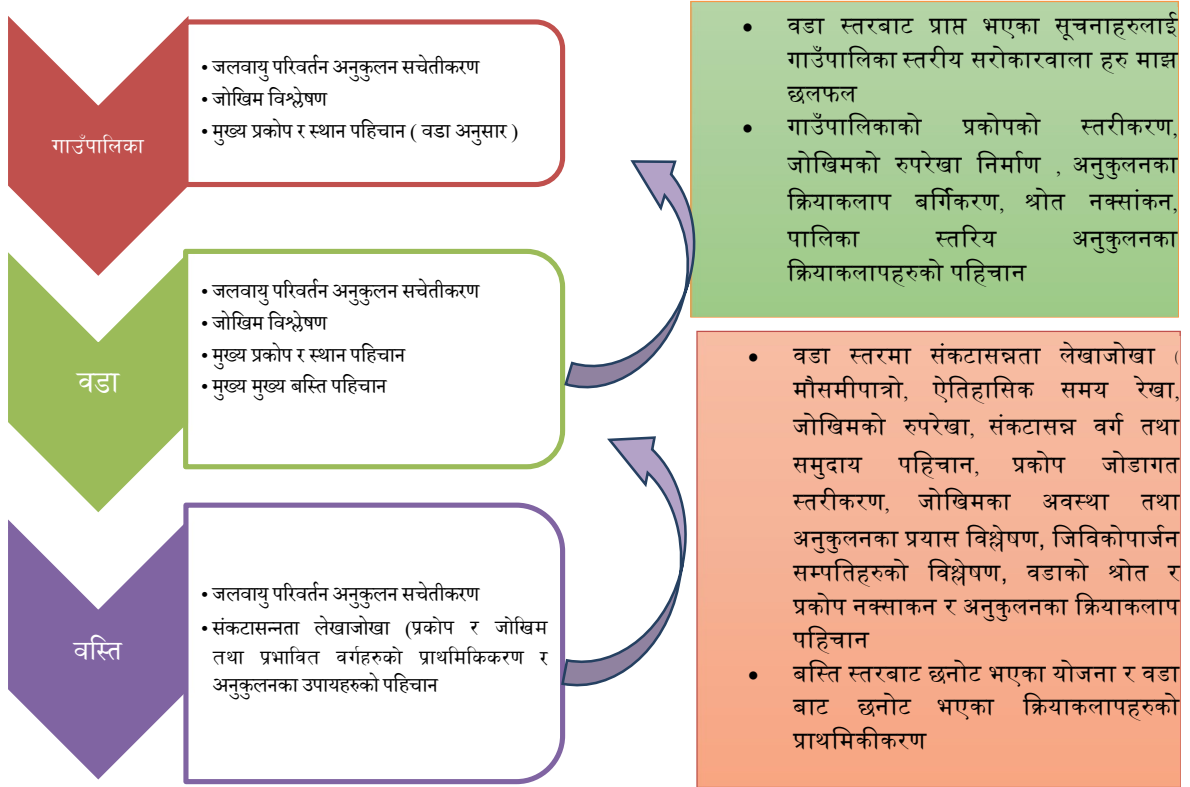 गाउँपालिका
• जलवायु परिवर्तन अनुकुलन सचेतीकरण
• जोखिम विश्लेषण
• मुख्य प्रकोप र स्थान पहिचान ( वडा अनुसार )
वडा
• जलवायु परिवर्तन अनुकुलन सचेतीकरण
• जोखिम विश्लेषण
• मुख्य प्रकोप र स्थान पहिचान
• मुख्य मुख्य बस्ति पहिचान
वस्ति
• जलवायु परिवर्तन अनुकुलन सचेतीकरण
• संकटासन्नता लेखाजोखा (प्रकोप र जोखिम
तथा प्रभावित वर्गहरुको प्राथमिकिकरण र
अनुकुलनका उपायहरुको पहिचान
• वडा स्तरबाट प्राप्त भएका सूचनाहरुलाई
गाउँपालिका स्तरीय सरोकारवाला हरु माझ
छलफल
• गाउँपालिकाको प्रकोपको स्तरीकरण,
जोखिमको रुपरेखा निर्माण , अनुकुलनका
क्रियाकलाप बर्गिकरण, श्रोत नक्सांकन,
पालिका स्तरिय अनुकुलनका
क्रियाकलापहरुको पहिचान
• वडा स्तरमा संकटासन्नता लेखाजोखा (
मौसमीपात्रो, ऐतिहासिक समय रेखा,
जोखिमको रुपरेखा, संकटासन्न वर्ग तथा
समुदाय पहिचान, प्रकोप जोडागत
स्तरीकरण, जोखिमका अवस्था तथा
अनुकुलनका प्रयास विश्लेषण, जिविकोपार्जन
सम्पतिहरुको विश्लेषण, वडाको श्रोत र
प्रकोप नक्साकन र अनुकुलनका क्रियाकलाप
पहिचान
• बस्ति स्तरबाट छनोट भएका योजना र वडा
बाट छनोट भएका क्रियाकलापहरुको
प्राथमिकीकरण